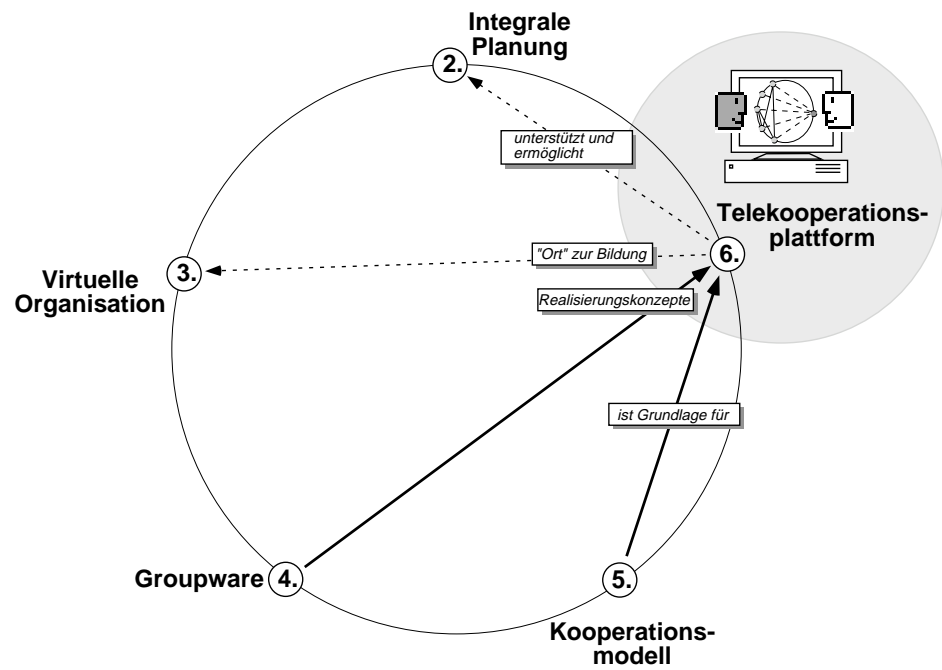 Integrale
Planung
2.
unterstützt und
ermöglicht
Telekooperations-
plattform
6.
"Ort" zur Bildung
3.
Virtuelle
Organisation
Realisierungskonzepte
ist Grundlage für
Groupware
4.
5.
Kooperations-
modell